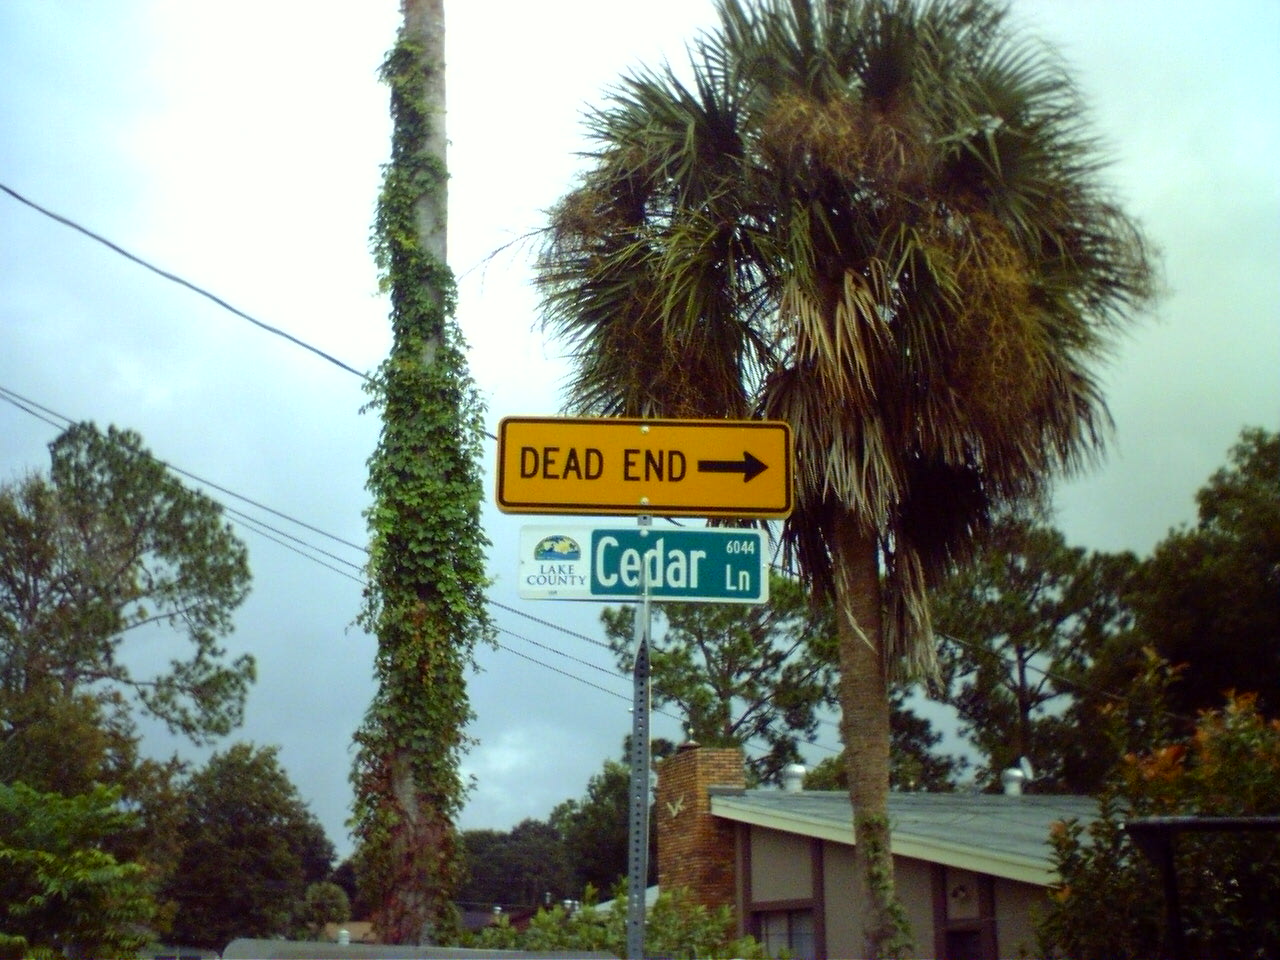 DEAD END
LAKE
COUNTY
Cedar
6044
Ln